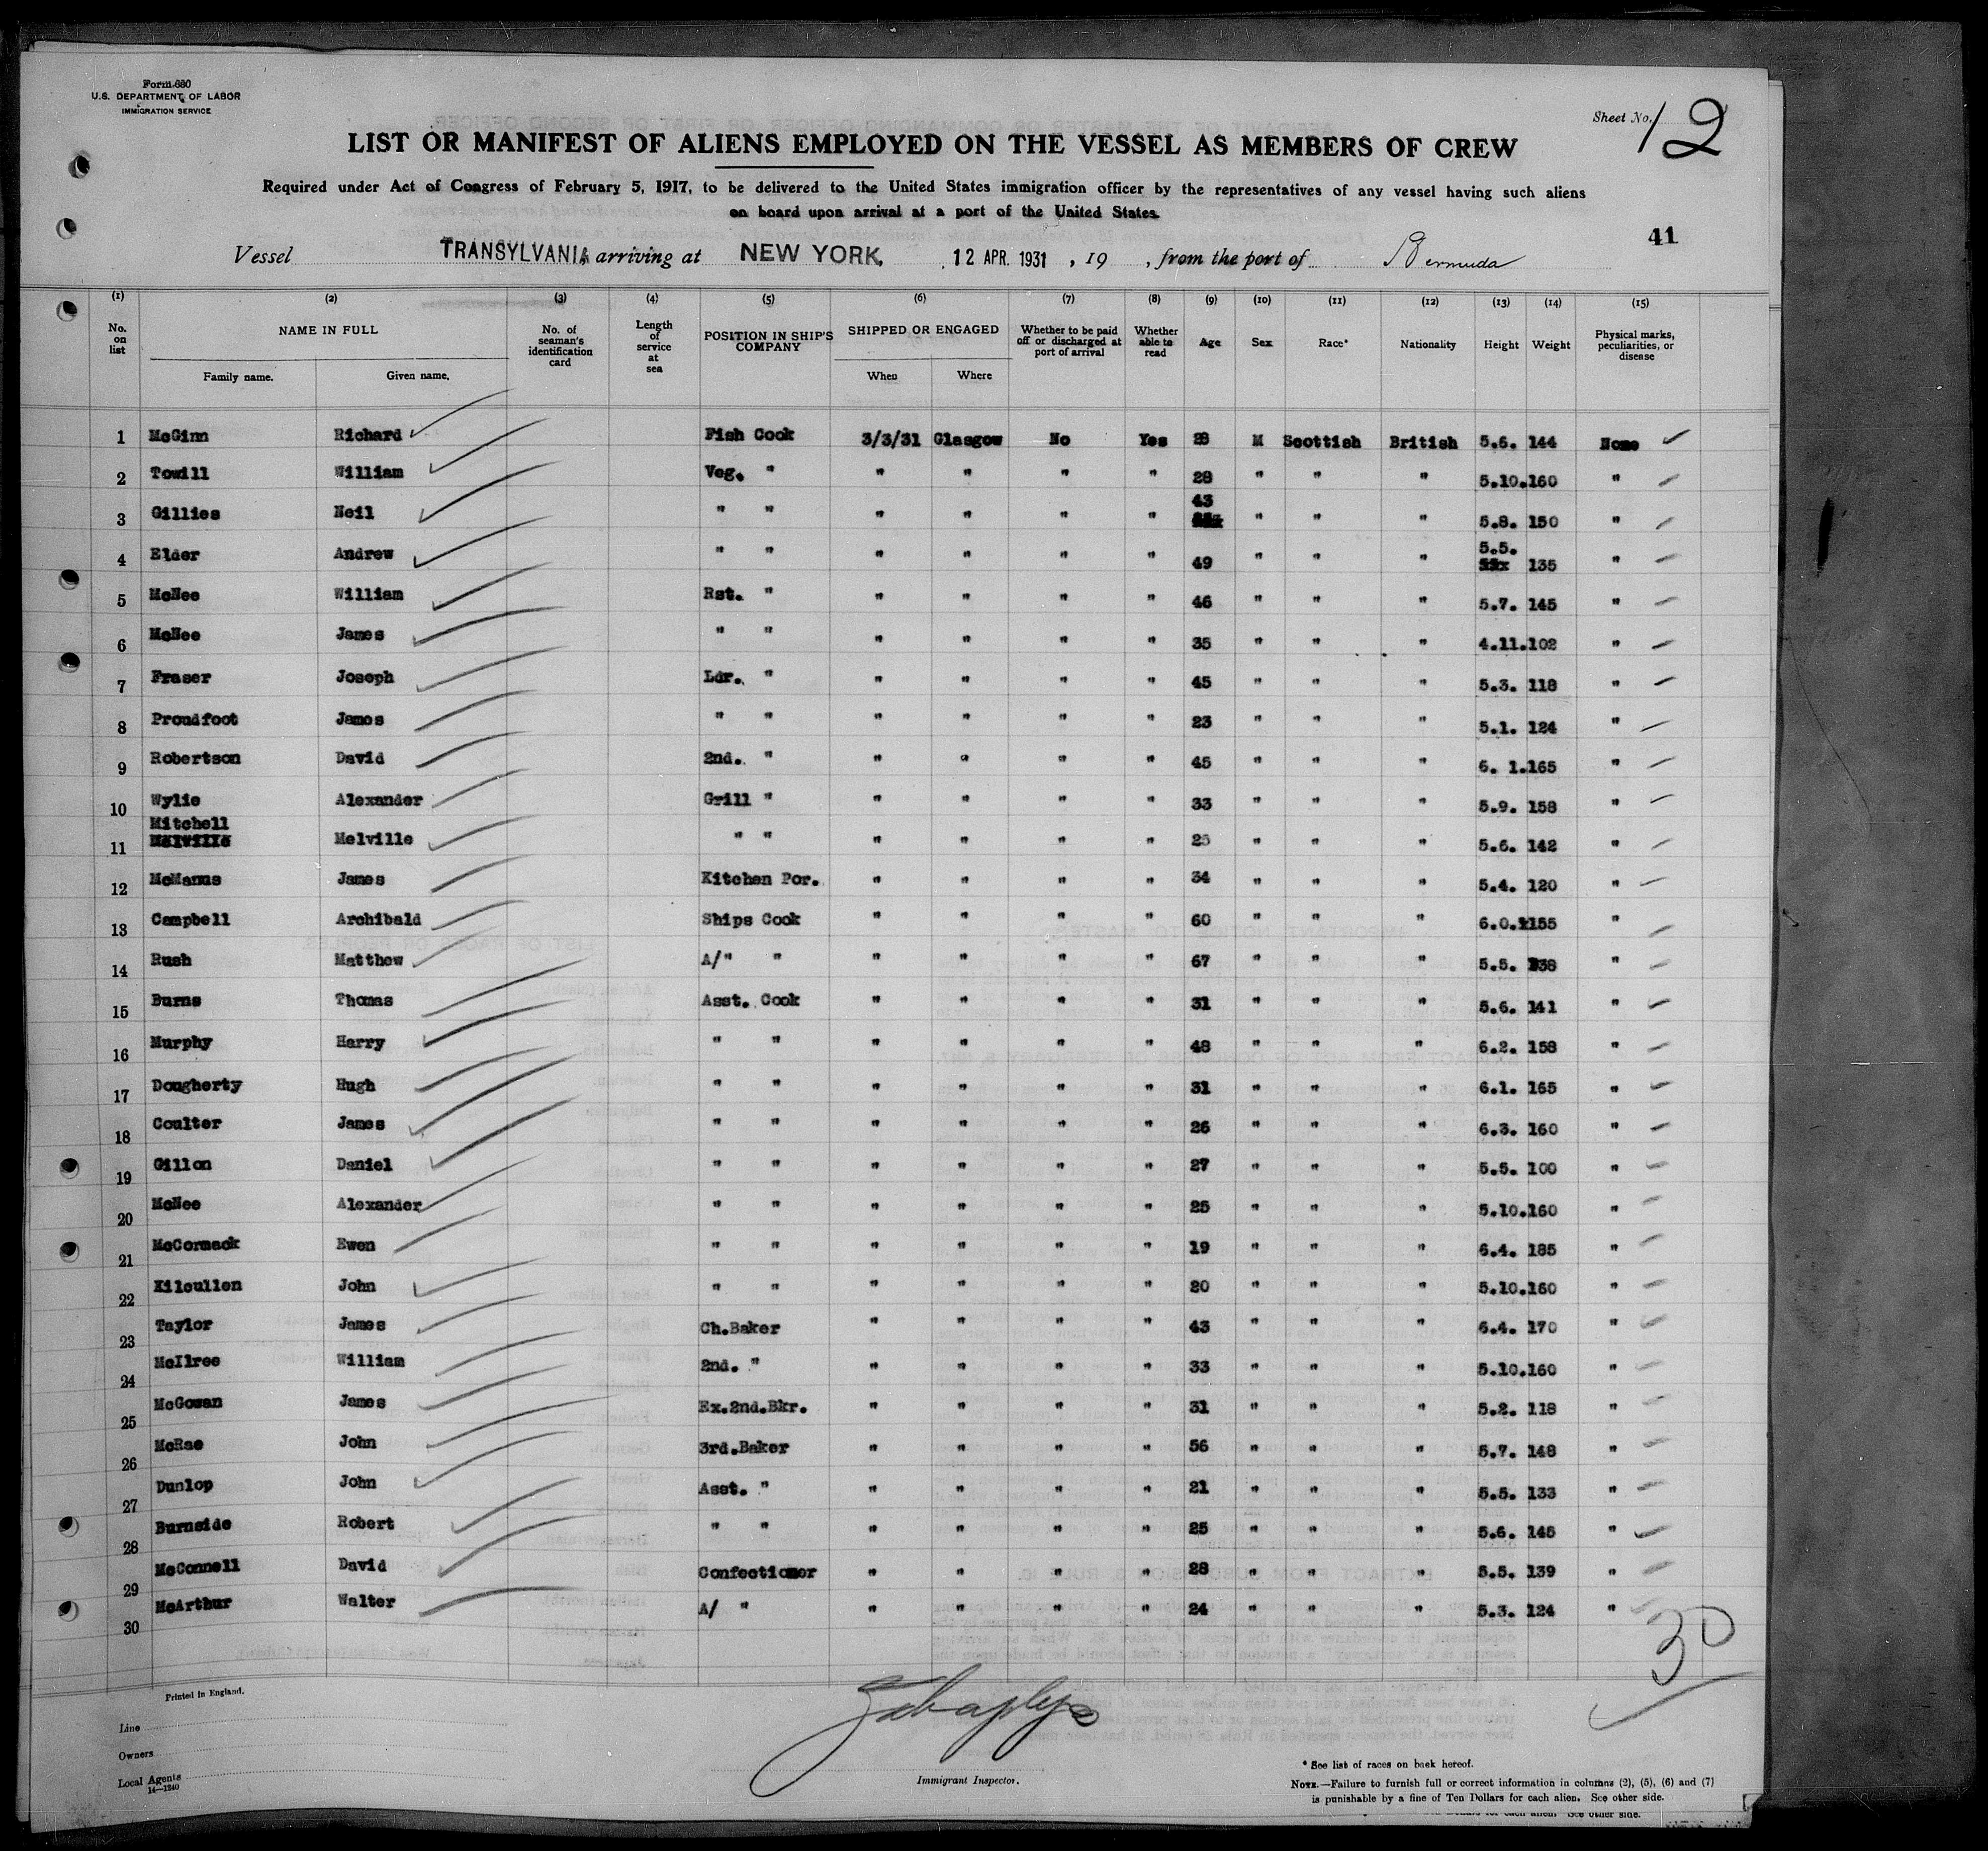 Form 680
U.S. DEPARTMENT OF LABOR
IMMIGRATION SERVICE
Sheet No. 12
LIST OR MANIFEST OF ALIENS EMPLOYED ON THE VESSEL AS MEMBERS OF CREW
Required under Act of Congress of February 5, 1917, to be delivered to the United States immigration officer by the representatives of any vessel having such aliens
on board upon arrival at a port of the United States.
41
Vessel TRANSYLVANIA, arriving at NEW YORK, 12 APR. 1931, 19 , from the port of Bermuda
(1) (2) (3) (4) (5) (6) (7) (8) (9) (10) (11) (12) (13) (14) (15)
No. on list NAME IN FULL Family name. Given name. No. of seaman's identification card Length of service at sea POSITION IN SHIP'S COMPANY SHIPPED OR ENGAGED When Where Whether to be paid off or discharged at port of arrival Whether able to read Age Sex Race* Nationality Height Weight Physical marks, peculiarities, or disease
1 McGinn Richard Fish Cook 3/3/31 Glasgow No Yes 28 M Scottish British 5.6. 144 None
2 Towill William Veg. " " " " " 28 " " " 5.10. 160 "
3 Gillies Neil " " " " " " 43 " " " 5.8. 150 "
4 Elder Andrew " " " " " " 49 " " " 5.5. 135 "
5 McNee William Rst. " " " " " 46 " " " 5.7. 145 "
6 McNee James " " " " " " 35 " " " 4.11. 102 "
7 Fraser Joseph Ldr. " " " " " 45 " " " 5.3. 118 "
8 Proudfoot James " " " " " " 23 " " " 5.1. 124 "
9 Robertson David 2nd. " " " " " 45 " " " 6. 1. 165 "
10 Wylie Alexander Grill " " " " " 33 " " " 5.9. 158 "
11 Mitchell Melville " " " " " " " " " 5.6. 142 "
12 McManus James Kitchen Por. " " " " 34 " " " 5.4. 120 "
13 Campbell Archibald Ships Cook " " " " 60 " " " 6.0. 155 "
14 Rush Matthew A/" " " " " " 67 " " " 5.5. 138 "
15 Burns Thomas Asst. Cook " " " " 31 " " " 5.6. 141 "
16 Murphy Harry " " " " " " 48 " " " 6.2. 158 "
17 Dougherty Hugh " " " " " " 31 " " " 6.1. 165 "
18 Coulter James " " " " " " 26 " " " 6.3. 160 "
19 Gillon Daniel " " " " " " 27 " " " 5.5. 100 "
20 McNee Alexander " " " " " " 25 " " " 5.10. 160 "
21 McCormack Ewen " " " " " " 19 " " " 6.4. 185 "
22 Kilcullen John " " " " " " 20 " " " 5.10. 160 "
23 Taylor James Ch.Baker " " " " 43 " " " 6.4. 170 "
24 McIlree William 2nd. " " " " " 33 " " " 5.10. 160 "
25 McGowan James Ex.2nd.Bkr. " " " " 31 " " " 5.2. 118 "
26 McRae John 3rd.Baker " " " " 56 " " " 5.7. 148 "
27 Dunlop John Asst. " " " " " 21 " " " 5.5. 133 "
28 Burnside Robert " " " " " " 25 " " " 5.6. 145 "
29 McConnell David Confectioner " " " " 28 " " " 5.5. 139 "
30 McArthur Walter A/ " " " " " 24 " " " 5.3. 124 "
30
Printed in England.
Line
Owners
Local Agents
14—1240
Immigrant Inspector.
* See list of races on back hereof.
NOTE.—Failure to furnish full or correct information in columns (2), (5), (6) and (7)
is punishable by a fine of Ten Dollars for each alien. See other side.
See other side.